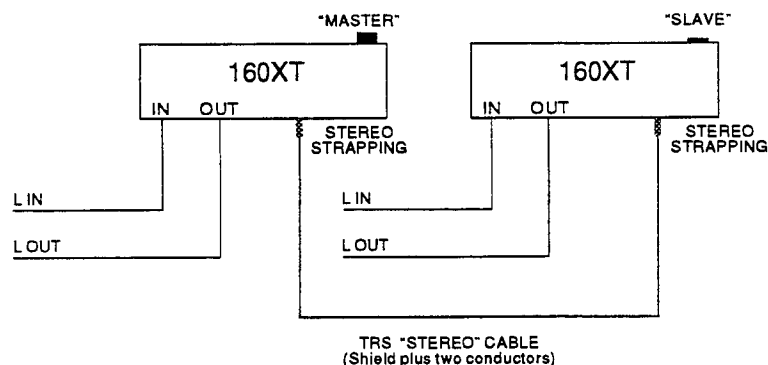 "MASTER"
160XT
IN OUT
STEREO
STRAPPING
L IN
L OUT
"SLAVE"
160XT
IN OUT
STEREO
STRAPPING
L IN
L OUT
TRS "STEREO" CABLE
(Shield plus two conductors)